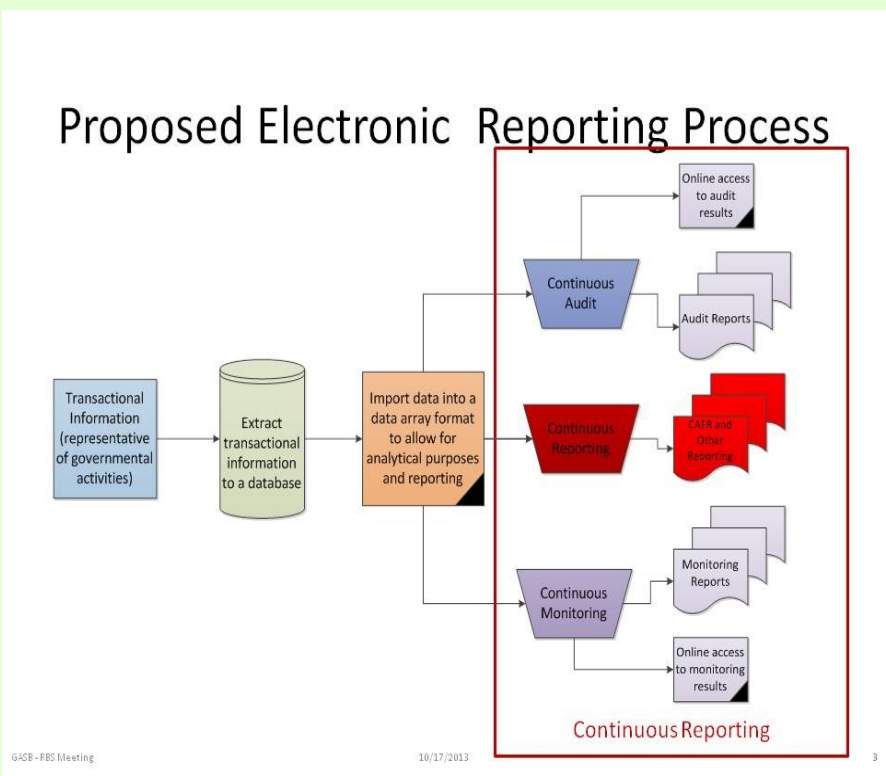 Proposed Electronic Reporting Process
Online access
to audit
results
Continuous
Audit
Audit Reports
Transactional
Information
(representative
of governmental
activities)
Extract
transactional
information
to a database
Import data into a
data array format
to allow for
analytical purposes
and reporting
Continuous
Reporting
CAFR and
Other
Reporting
Monitoring
Reports
Continuous
Monitoring
Online access
to monitoring
results
Continuous Reporting
GASB - RBS Meeting
10/17/2013
3